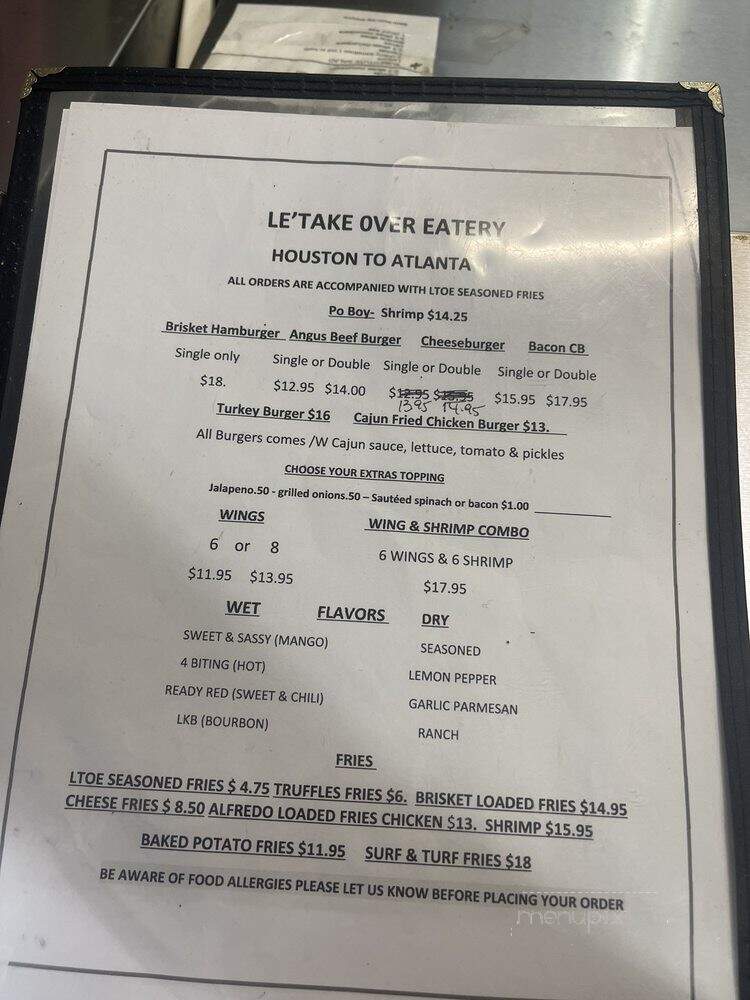 LE'TAKE 0VER EATERY
HOUSTON TO ATLANTA
ALL ORDERS ARE ACCOMPANIED WITH LTOE SEASONED FRIES
Po Boy- Shrimp $14.25
Brisket Hamburger Angus Beef Burger Cheeseburger Bacon CB
Single only Single or Double Single or Double Single or Double
$18. $12.95 $14.00 $12.95 $15.95 $17.95
13.95 14.95
Turkey Burger $16 Cajun Fried Chicken Burger $13.
All Burgers comes /W Cajun sauce, lettuce, tomato & pickles
CHOOSE YOUR EXTRAS TOPPING
Jalapeno.50 - grilled onions.50 – Sautéed spinach or bacon $1.00
WINGS WING & SHRIMP COMBO
6 or 8 6 WINGS & 6 SHRIMP
$11.95 $13.95 $17.95
WET FLAVORS DRY
SWEET & SASSY (MANGO) SEASONED
4 BITING (HOT) LEMON PEPPER
READY RED (SWEET & CHILI) GARLIC PARMESAN
LKB (BOURBON) RANCH
FRIES
LTOE SEASONED FRIES $ 4.75 TRUFFLES FRIES $6. BRISKET LOADED FRIES $14.95
CHEESE FRIES $ 8.50 ALFREDO LOADED FRIES CHICKEN $13. SHRIMP $15.95
BAKED POTATO FRIES $11.95 SURF & TURF FRIES $18
BE AWARE OF FOOD ALLERGIES PLEASE LET US KNOW BEFORE PLACING YOUR ORDER
menupix